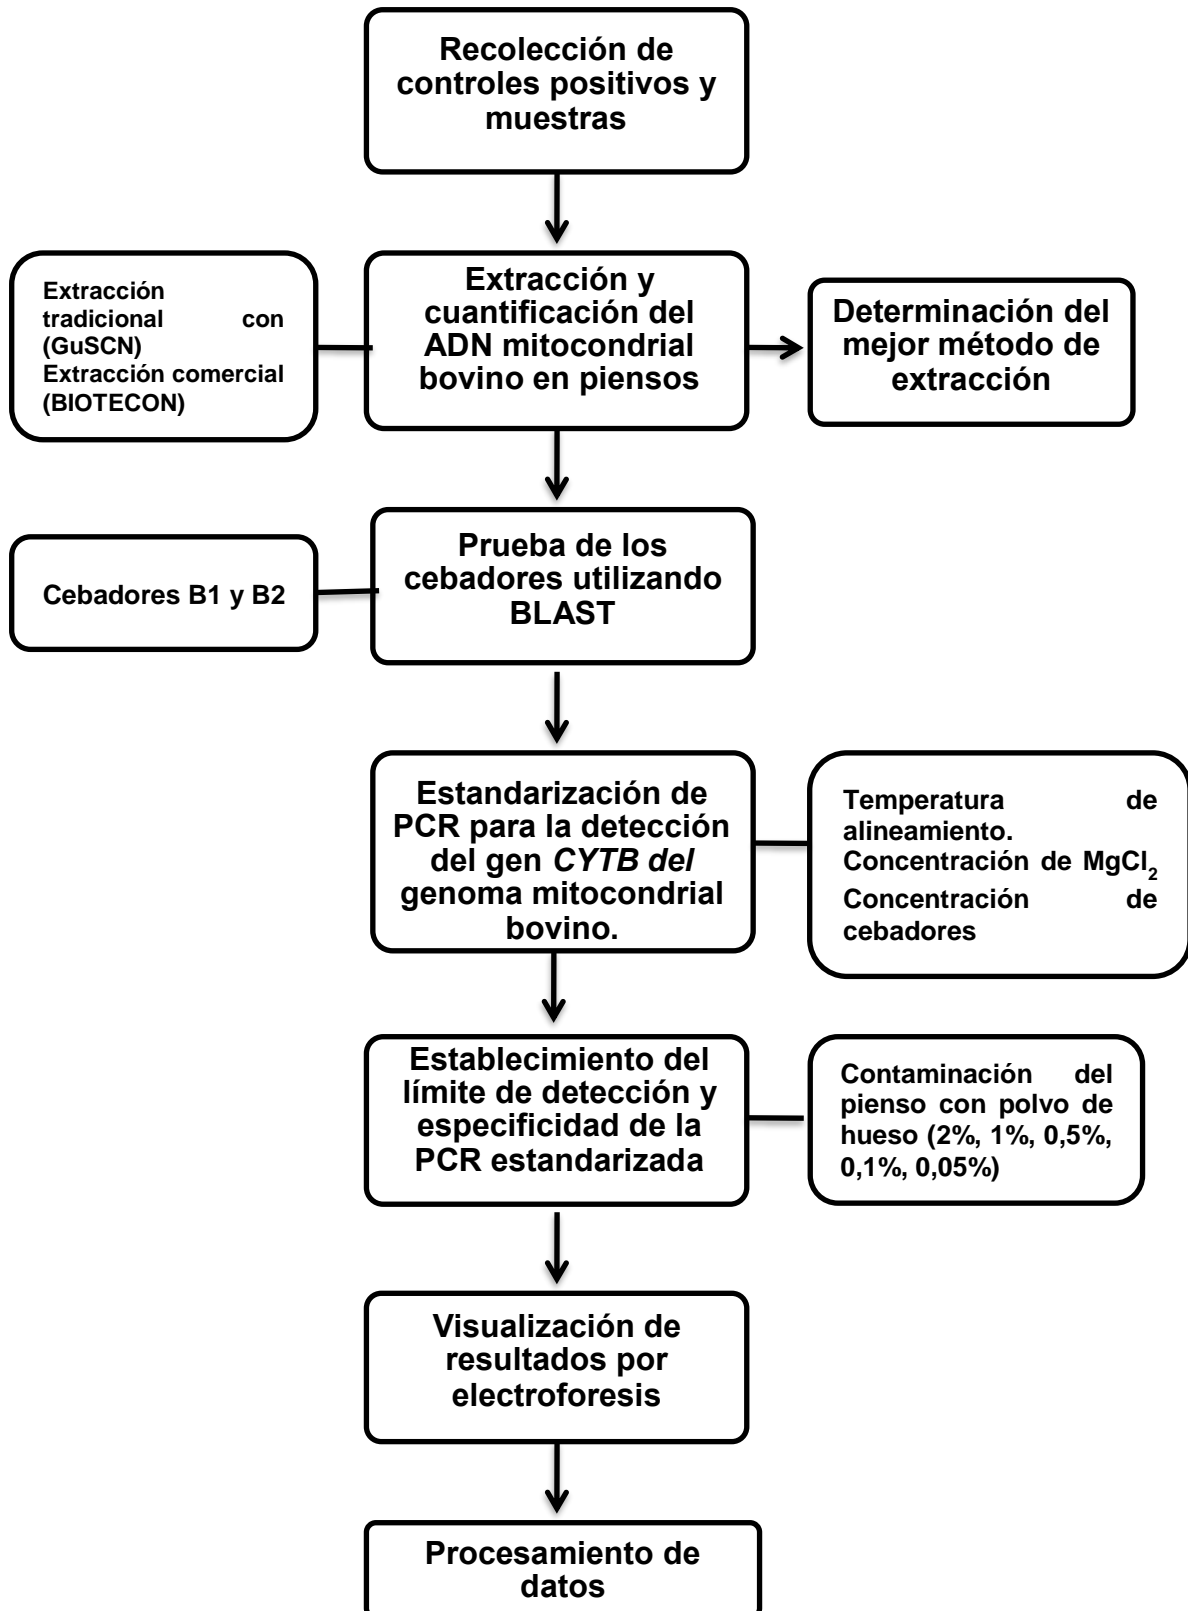 Recolección de
controles positivos y
muestras
Extracción
tradicional con
(GuSCN)
Extracción comercial
(BIOTECON)
Extracción y
cuantificación del
ADN mitocondrial
bovino en piensos
Determinación del
mejor método de
extracción
Cebadores B1 y B2
Prueba de los
cebadores utilizando
BLAST
Estandarización de
PCR para la detección
del gen CYTB del
genoma mitocondrial
bovino.
Temperatura de
alineamiento.
Concentración de MgCl₂
Concentración de
cebadores
Establecimiento del
límite de detección y
especificidad de la
PCR estandarizada
Contaminación del
pienso con polvo de
hueso (2%, 1%, 0,5%,
0,1%, 0,05%)
Visualización de
resultados por
electroforesis
Procesamiento de
datos